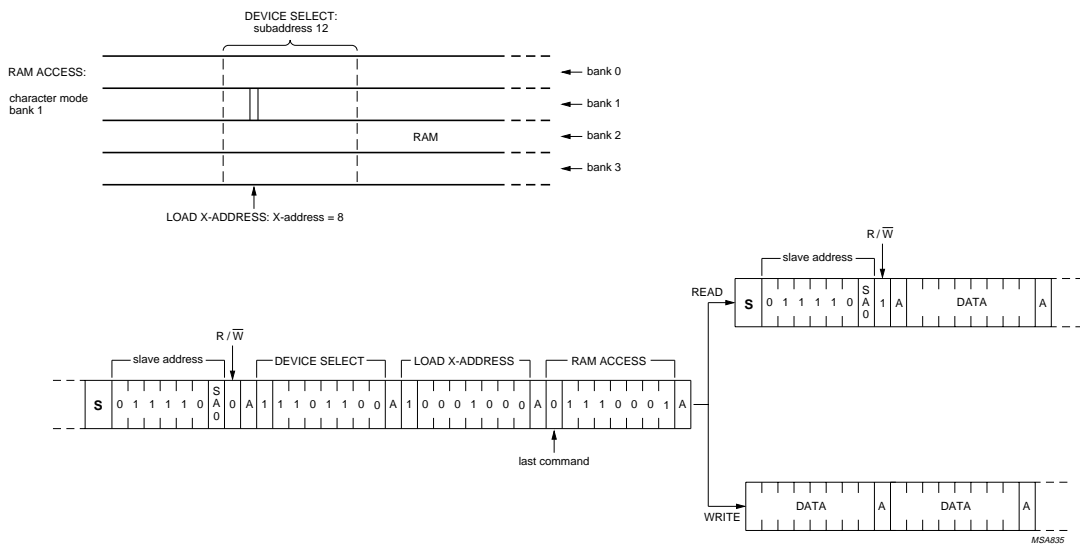 DEVICE SELECT:
subaddress 12
RAM ACCESS:
character mode
bank 1
bank 0
bank 1
bank 2
bank 3
RAM
LOAD X-ADDRESS: X-address = 8
R / W
slave address
READ
S 0 1 1 1 1 0 SA0 1 A DATA A
R / W
slave address DEVICE SELECT LOAD X-ADDRESS RAM ACCESS
S 0 1 1 1 1 0 SA0 0 A 1 1 1 0 1 1 0 0 A 1 0 0 0 1 0 0 0 A 0 1 1 1 0 0 0 1 A
last command
WRITE
DATA A DATA A
MSA835